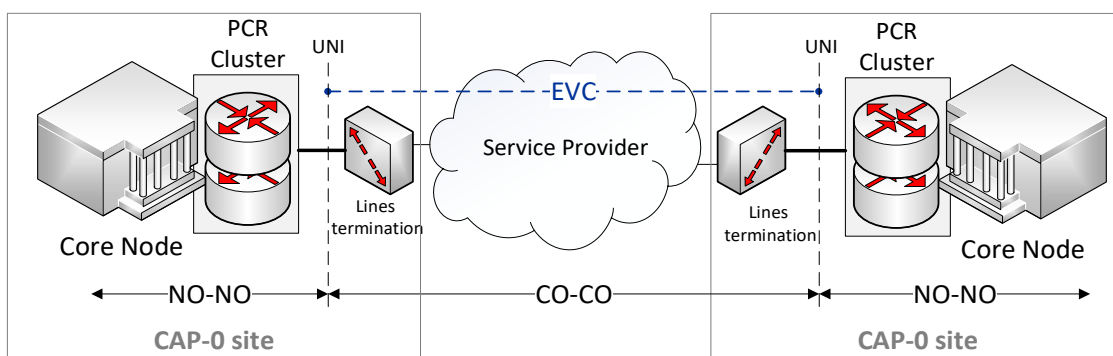 PCR
Cluster
UNI
EVC
Service Provider
UNI
PCR
Cluster
Lines
termination
Lines
termination
Core Node
Core Node
NO-NO
CO-CO
NO-NO
CAP-0 site
CAP-0 site